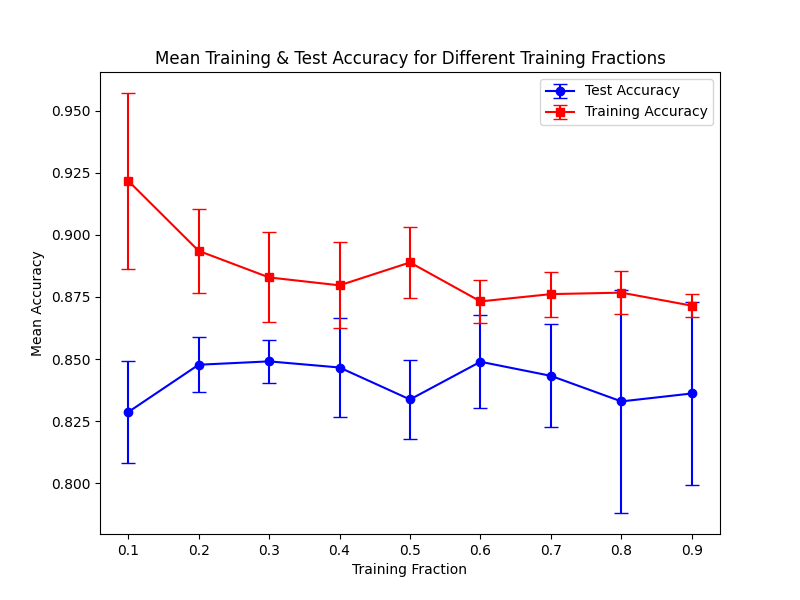 Mean Training & Test Accuracy for Different Training Fractions
Test Accuracy
Training Accuracy
Mean Accuracy
0.950
0.925
0.900
0.875
0.850
0.825
0.800
0.1 0.2 0.3 0.4 0.5 0.6 0.7 0.8 0.9
Training Fraction